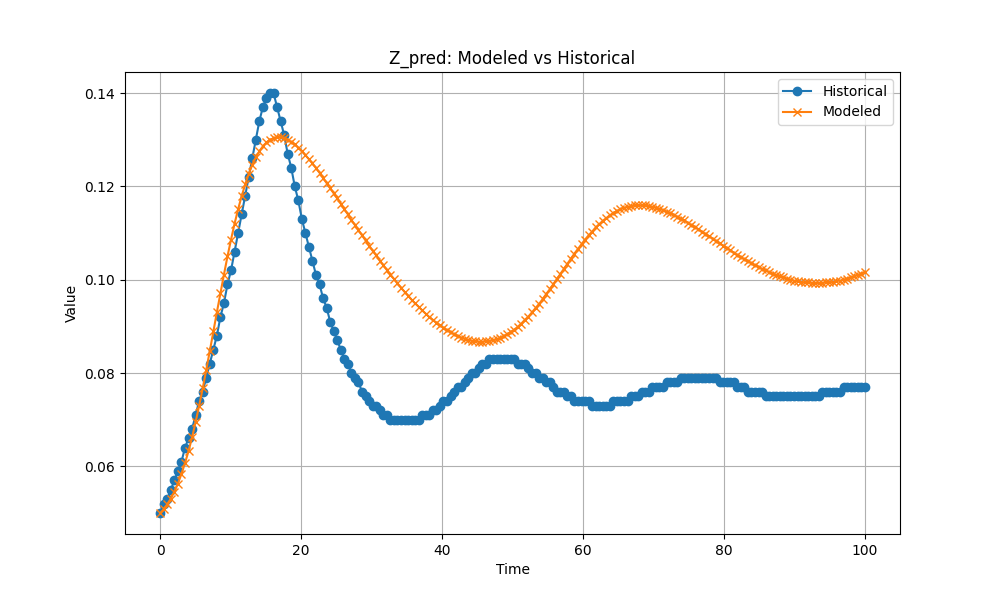 Z_pred: Modeled vs Historical
Historical
Modeled
Value
0.14
0.12
0.10
0.08
0.06
0
20
40
60
80
100
Time